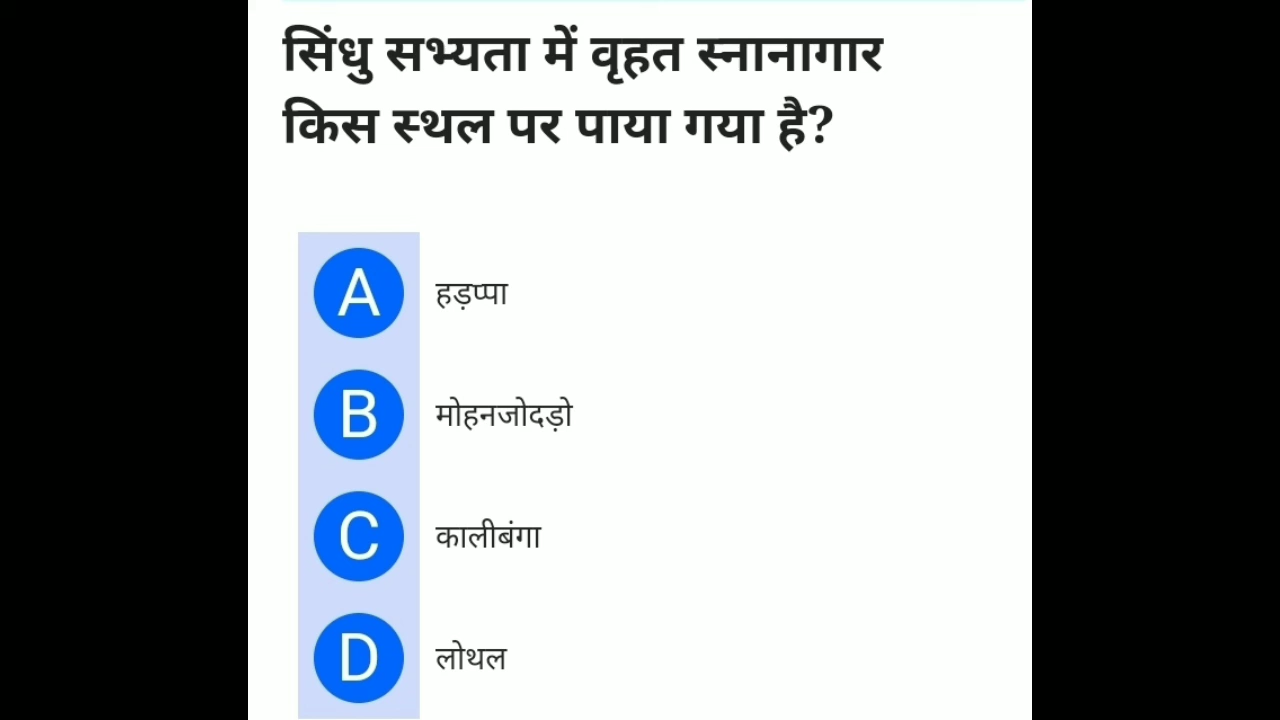 सिंधु सभ्यता में वृहत स्नानागार
किस स्थल पर पाया गया है?
A हड़प्पा
B मोहनजोदड़ो
C कालीबंगा
D लोथल